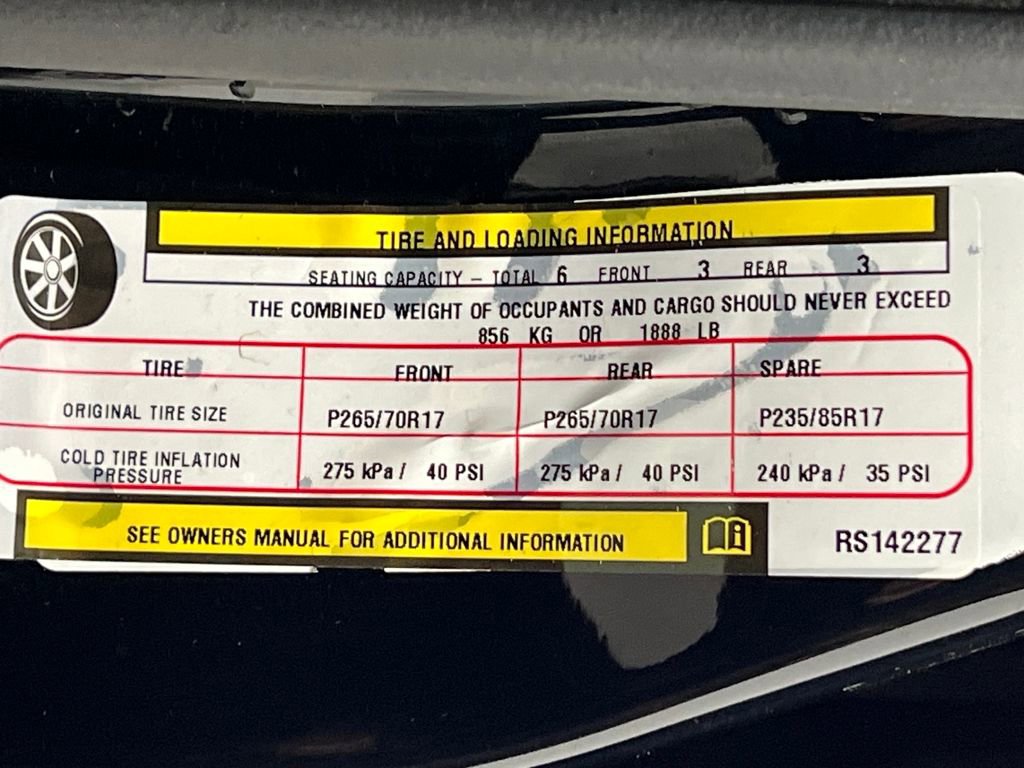 TIRE AND LOADING INFORMATION
SEATING CAPACITY – TOTAL 6 FRONT 3 REAR 3
THE COMBINED WEIGHT OF OCCUPANTS AND CARGO SHOULD NEVER EXCEED
856 KG OR 1888 LB
TIRE FRONT REAR SPARE
ORIGINAL TIRE SIZE P265/70R17 P265/70R17 P235/85R17
COLD TIRE INFLATION
PRESSURE 275 kPa / 40 PSI 275 kPa / 40 PSI 240 kPa / 35 PSI
SEE OWNERS MANUAL FOR ADDITIONAL INFORMATION
RS142277